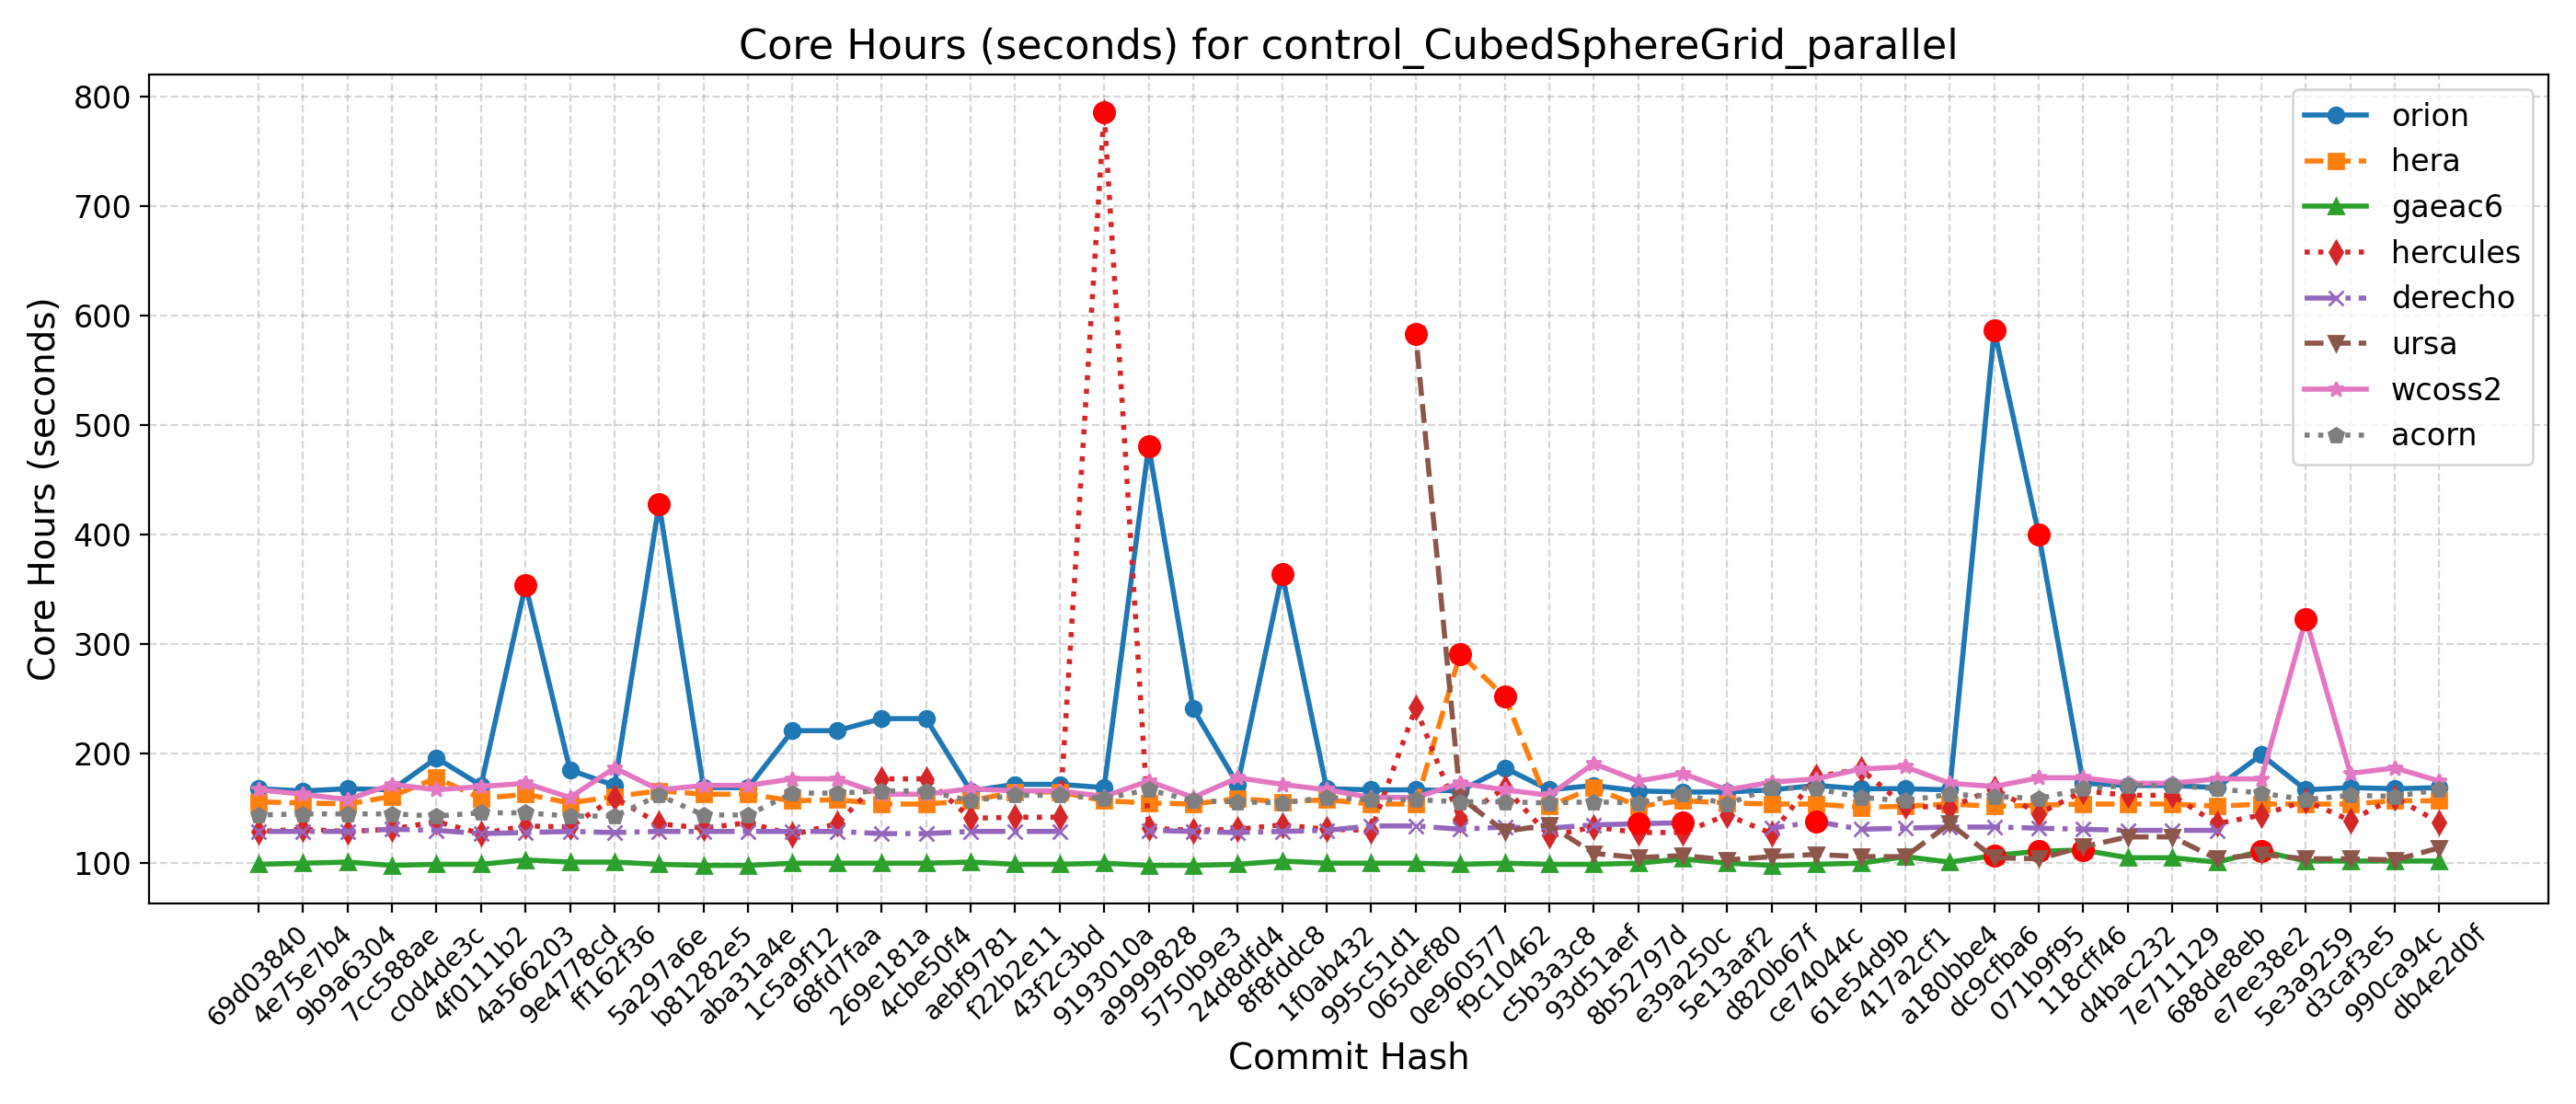 Core Hours (seconds) for control_CubedSphereGrid_parallel
Core Hours (seconds)
800
700
600
500
400
300
200
100
orion
hera
gaeac6
hercules
derecho
ursa
wcoss2
acorn
69d03840
4e75e7b4
9b9a6304
7cc588ae
c0d4de3c
4f0111b2
4a566203
9e4778cd
ff162f36
5a297a6e
b81282e5
aba31a4e
1c5a9f12
68fd7faa
269e181a
4cbe50f4
aebf9781
f22b2e11
43f2c3bd
9193010a
a9999828
5750b9e3
24d8dfd4
8f8fddc8
1f0ab432
995c51d1
065def80
0e960577
f9c10462
c5b3a3c8
93d51aef
8b52797d
e39a250c
5e13aaf2
d820b67f
ce74044c
61e54d9b
417a2cf1
a180bbe4
dc9cfba6
071b9f95
118cff46
d4bac232
7e711129
688de8eb
e7ee38e2
5e3a9259
d3caf3e5
990ca94c
db4e2d0f
Commit Hash